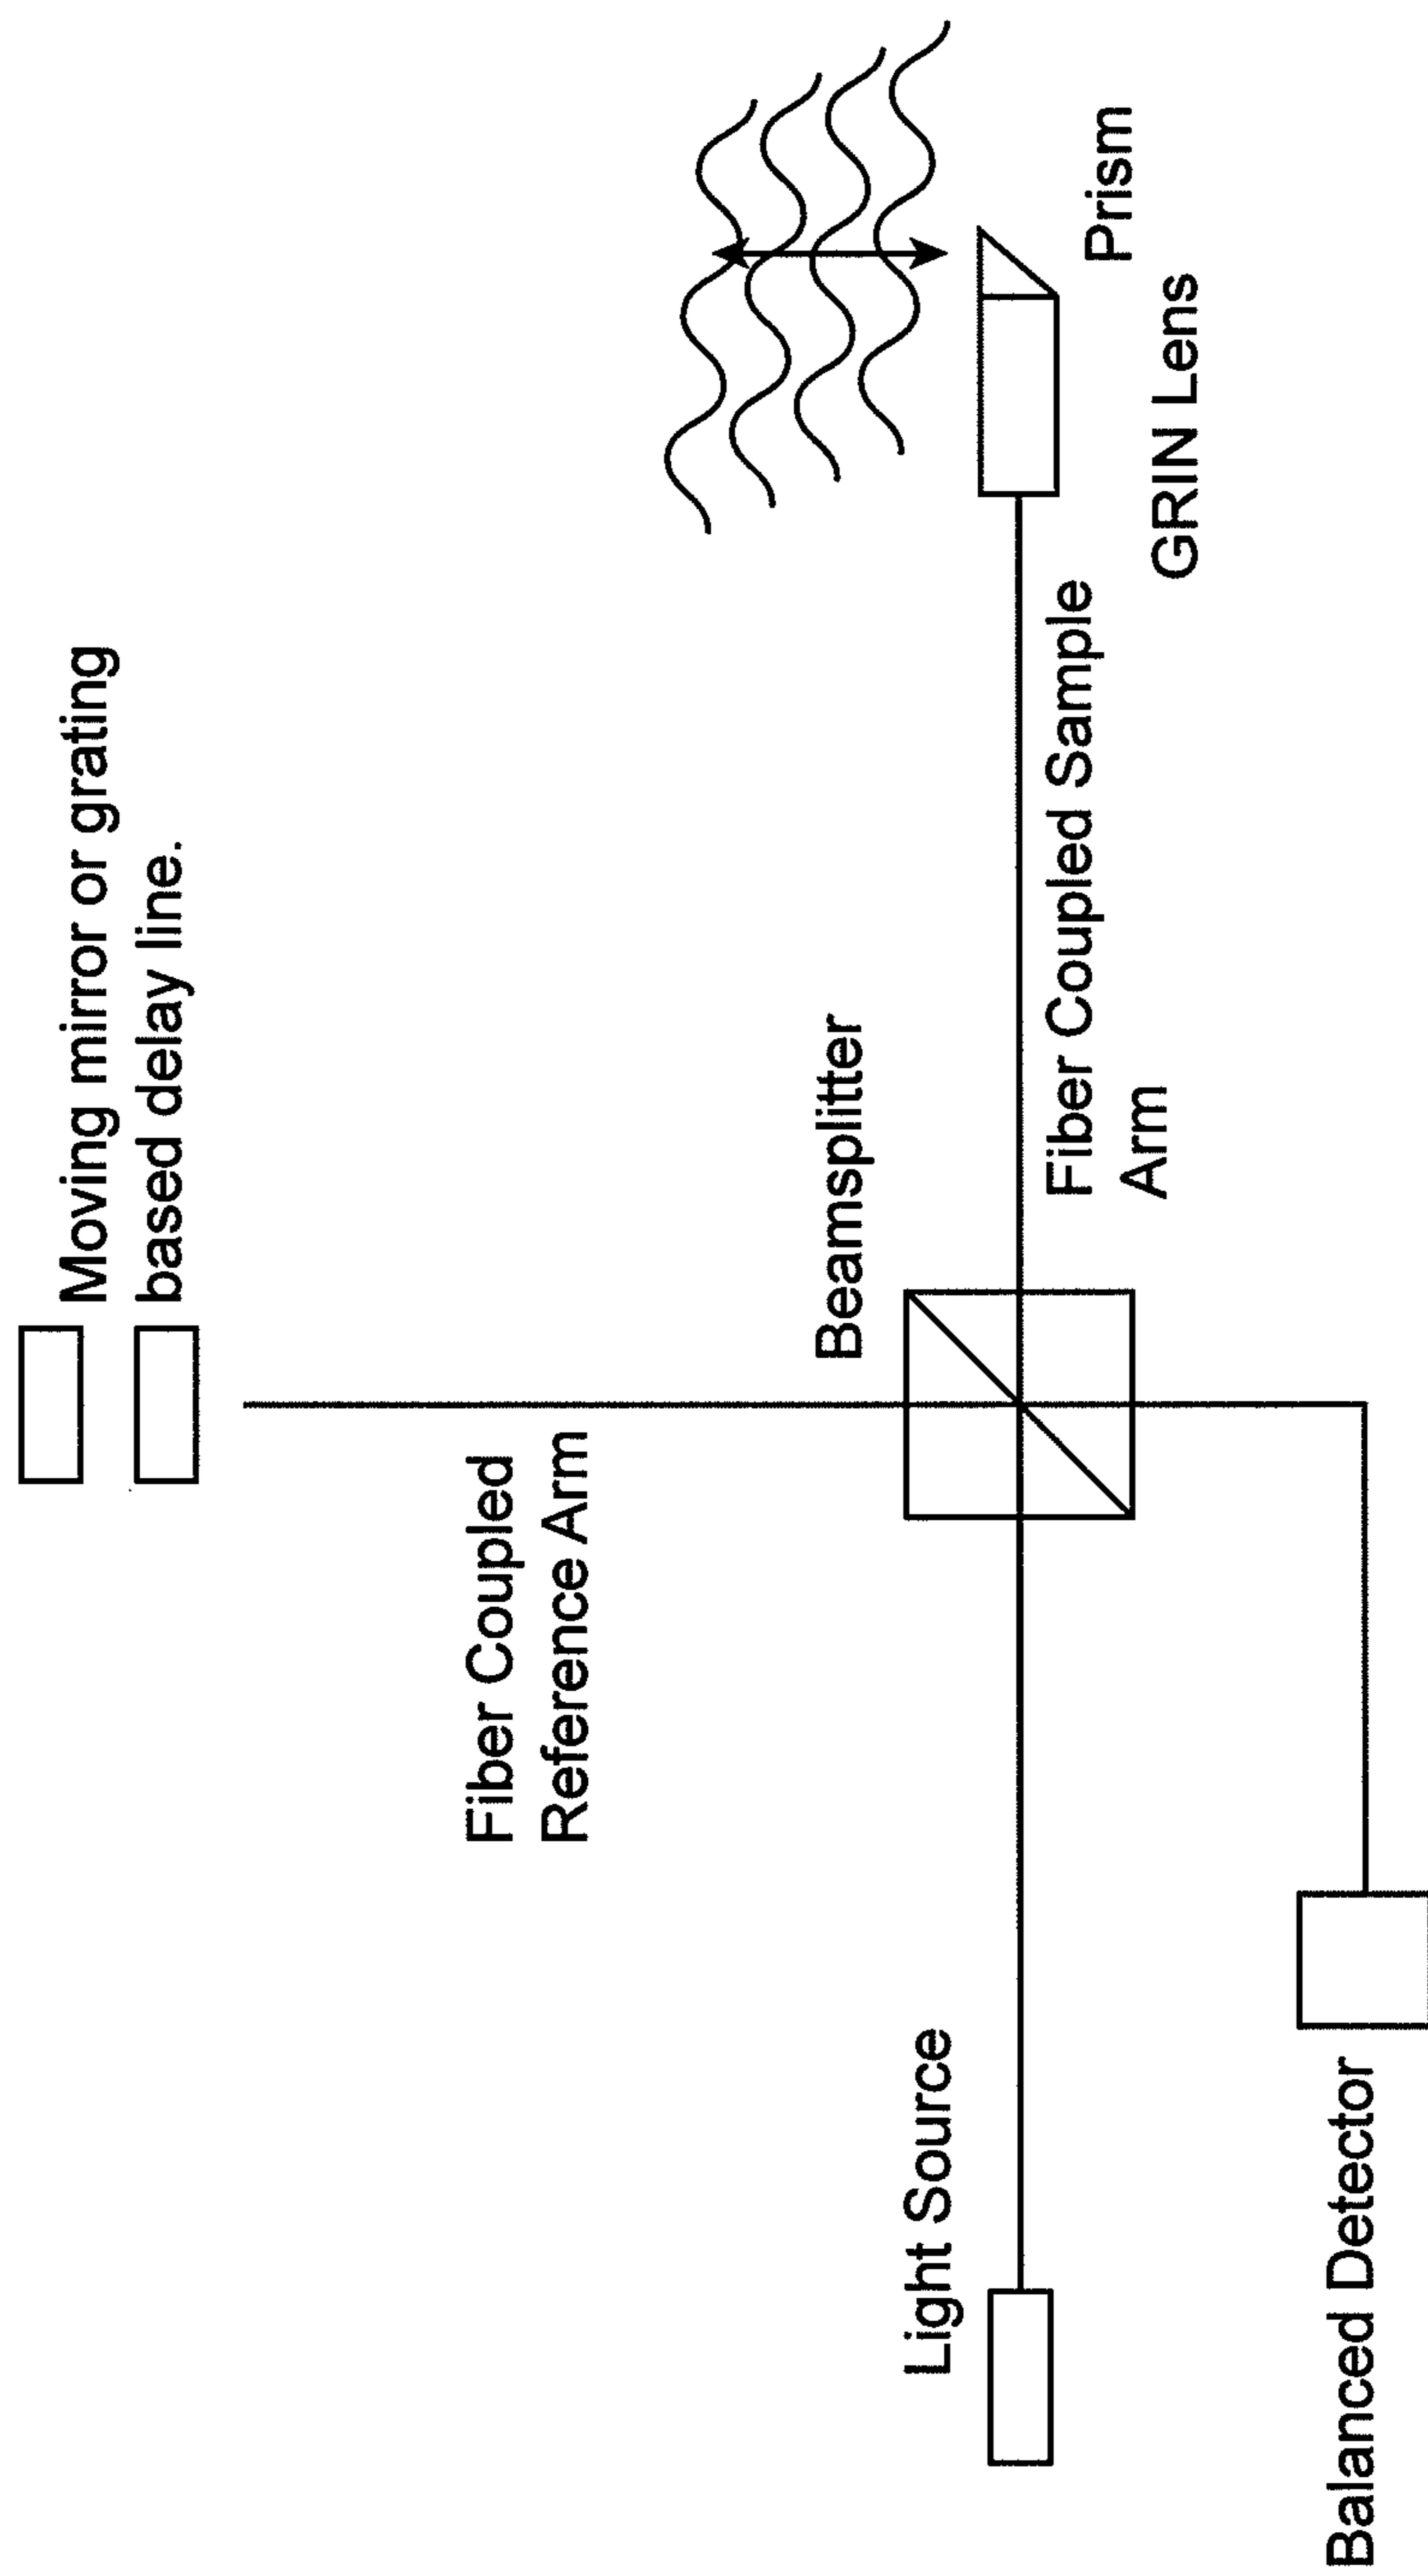 Moving mirror or grating
based delay line.
Fiber Coupled
Reference Arm
Beamsplitter
Light Source
Fiber Coupled Sample
Arm
Prism
GRIN Lens
Balanced Detector